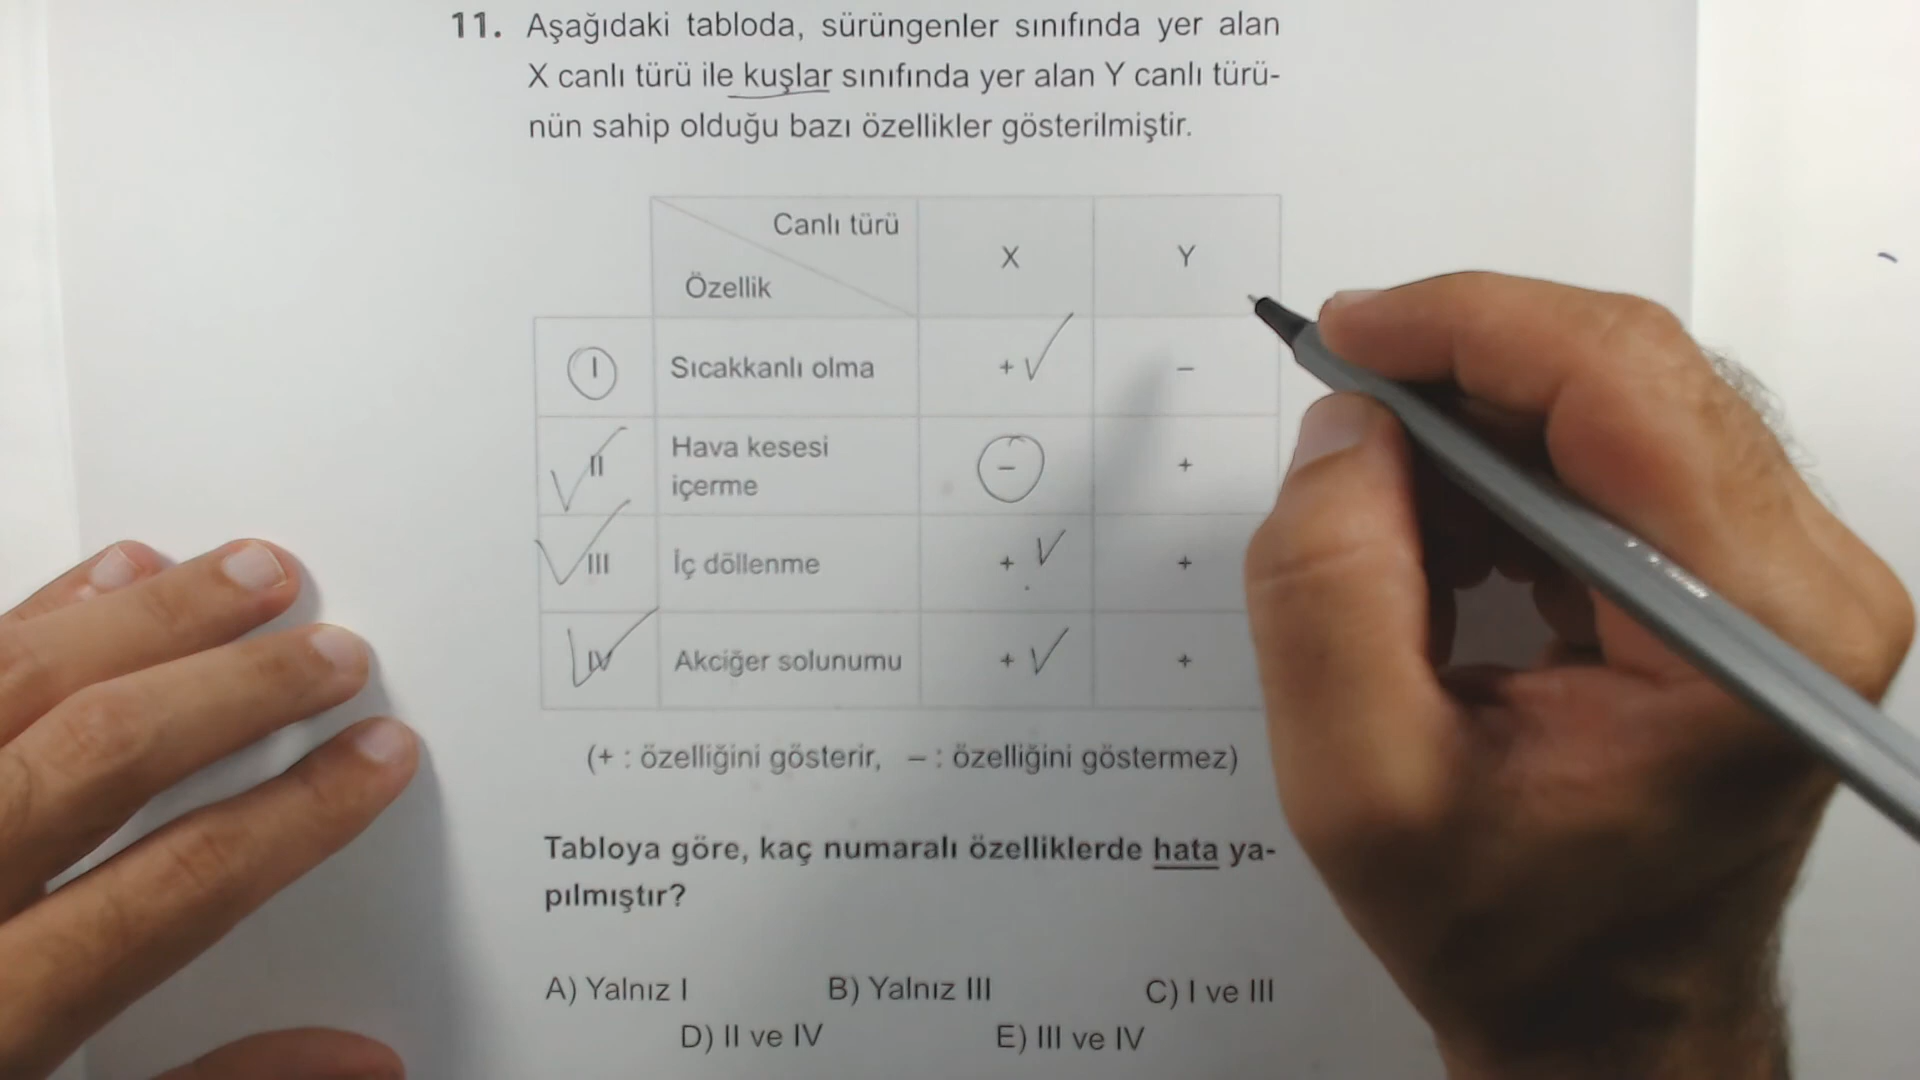 11. Aşağıdaki tabloda, sürüngenler sınıfında yer alan
X canlı türü ile kuşlar sınıfında yer alan Y canlı türü-
nün sahip olduğu bazı özellikler gösterilmiştir.
Canlı türü
Özellik
X
Y
I
Sıcakkanlı olma
+
–
II
Hava kesesi
içerme
–
+
III
İç döllenme
+
+
IV
Akciğer solunumu
+
+
(+ : özelliğini gösterir, – : özelliğini göstermez)
Tabloya göre, kaç numaralı özelliklerde hata ya-
pılmıştır?
A) Yalnız I B) Yalnız III C) I ve III
D) II ve IV E) III ve IV